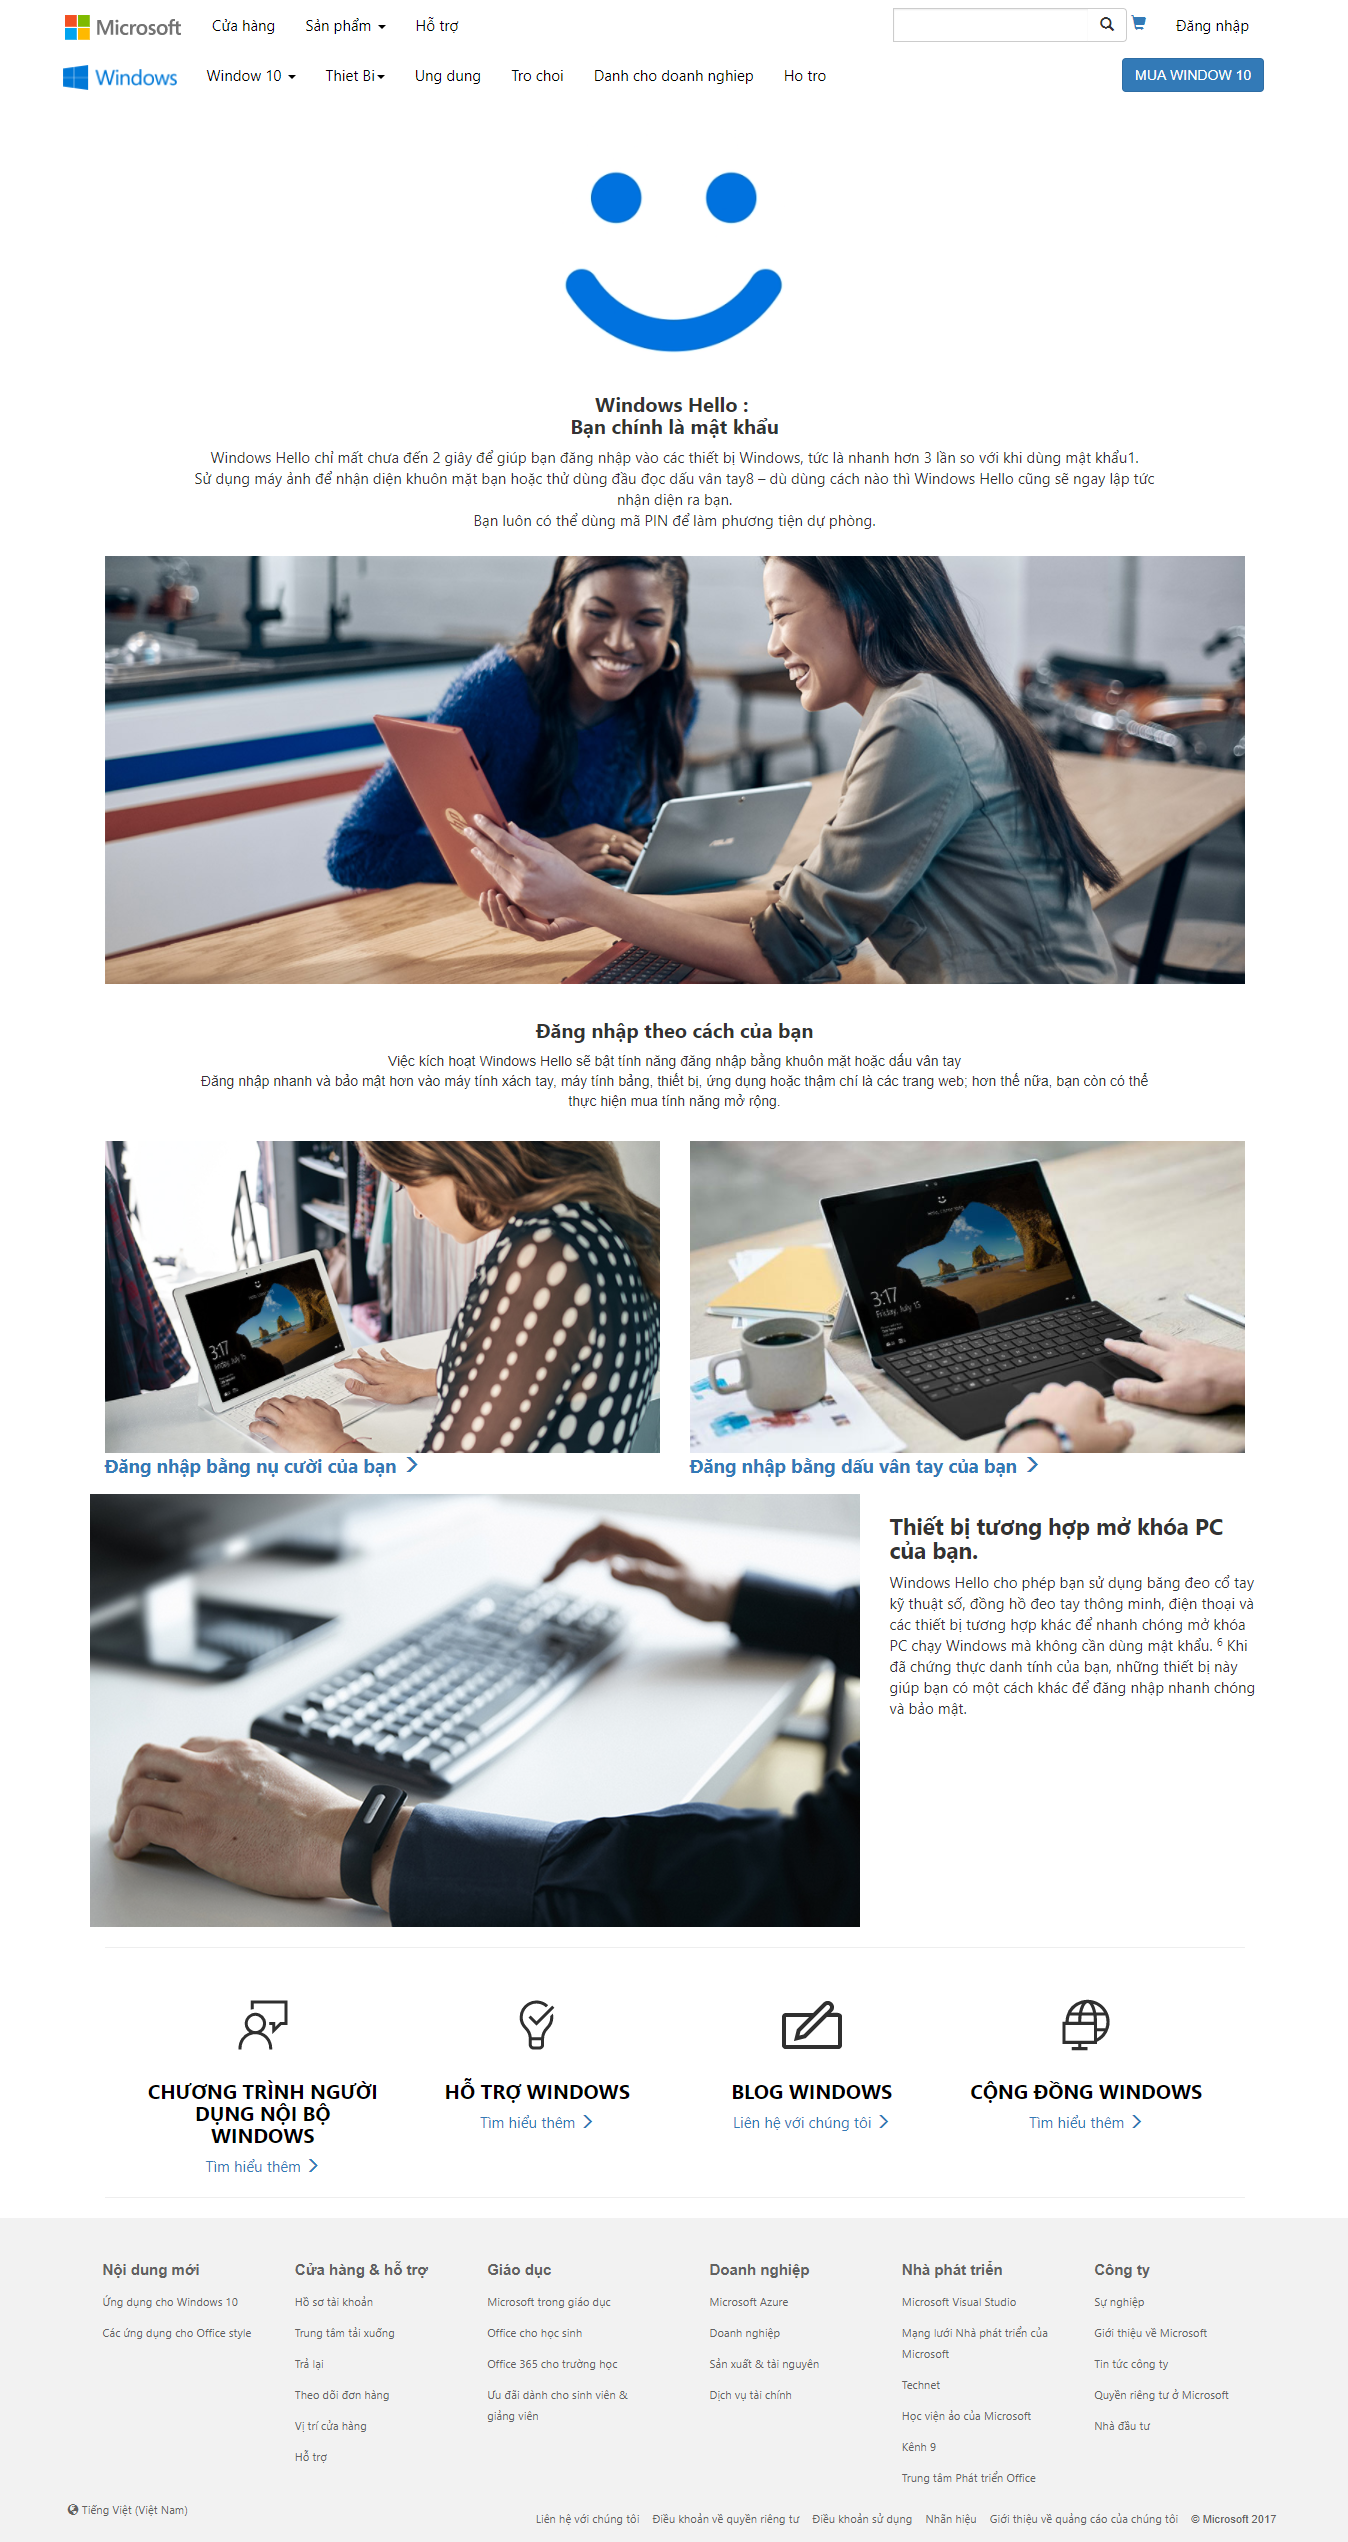 Microsoft Cửa hàng Sản phẩm Hỗ trợ Đăng nhập
Windows Window 10 Thiet Bi Ung dung Tro choi Danh cho doanh nghiep Ho tro MUA WINDOW 10
Windows Hello :
Bạn chính là mật khẩu
Windows Hello chỉ mất chưa đến 2 giây để giúp bạn đăng nhập vào các thiết bị Windows, tức là nhanh hơn 3 lần so với khi dùng mật khẩu1.
Sử dụng máy ảnh để nhận diện khuôn mặt bạn hoặc thử dùng đầu đọc dấu vân tay8 – dù dùng cách nào thì Windows Hello cũng sẽ ngay lập tức
nhận diện ra bạn.
Bạn luôn có thể dùng mã PIN để làm phương tiện dự phòng.
ASUS
Đăng nhập theo cách của bạn
Việc kích hoạt Windows Hello sẽ bật tính năng đăng nhập bằng khuôn mặt hoặc dấu vân tay
Đăng nhập nhanh và bảo mật hơn vào máy tính xách tay, máy tính bảng, thiết bị, ứng dụng hoặc thậm chí là các trang web; hơn thế nữa, bạn còn có thể
thực hiện mua tính năng mở rộng.
3:17
Friday, July 15
3:17
Friday, July 15
Đăng nhập bằng nụ cười của bạn
Đăng nhập bằng dấu vân tay của bạn
Thiết bị tương hợp mở khóa PC
của bạn.
Windows Hello cho phép bạn sử dụng băng đeo cổ tay
kỹ thuật số, đồng hồ đeo tay thông minh, điện thoại và
các thiết bị tương hợp khác để nhanh chóng mở khóa
PC chạy Windows mà không cần dùng mật khẩu. 6 Khi
đã chứng thực danh tính của bạn, những thiết bị này
giúp bạn có một cách khác để đăng nhập nhanh chóng
và bảo mật.
CHƯƠNG TRÌNH NGƯỜI
DỤNG NỘI BỘ
WINDOWS
Tìm hiểu thêm
HỖ TRỢ WINDOWS
Tìm hiểu thêm
BLOG WINDOWS
Liên hệ với chúng tôi
CỘNG ĐỒNG WINDOWS
Tìm hiểu thêm
Nội dung mới
Ứng dụng cho Windows 10
Các ứng dụng cho Office style
Cửa hàng & hỗ trợ
Hồ sơ tài khoản
Trung tâm tải xuống
Trả lại
Theo dõi đơn hàng
Vị trí cửa hàng
Hỗ trợ
Giáo dục
Microsoft trong giáo dục
Office cho học sinh
Office 365 cho trường học
Ưu đãi dành cho sinh viên &
giảng viên
Doanh nghiệp
Microsoft Azure
Doanh nghiệp
Sản xuất & tài nguyên
Dịch vụ tài chính
Nhà phát triển
Microsoft Visual Studio
Mạng lưới Nhà phát triển của
Microsoft
Technet
Học viện ảo của Microsoft
Kênh 9
Trung tâm Phát triển Office
Công ty
Sự nghiệp
Giới thiệu về Microsoft
Tin tức công ty
Quyền riêng tư ở Microsoft
Nhà đầu tư
Tiếng Việt (Việt Nam)
Liên hệ với chúng tôi Điều khoản về quyền riêng tư Điều khoản sử dụng Nhãn hiệu Giới thiệu về quảng cáo của chúng tôi © Microsoft 2017